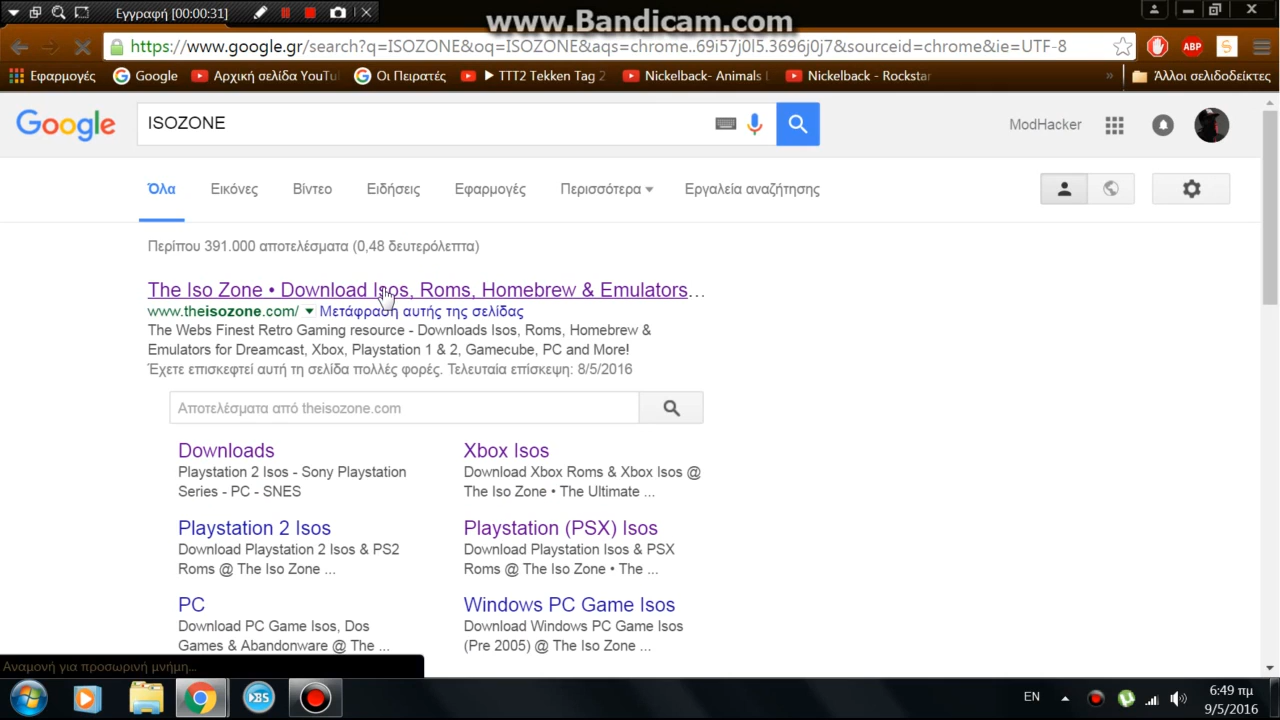 Εγγραφή [00:00:31]
www.Bandicam.com
https://www.google.gr/search?q=ISOZONE&oq=ISOZONE&aqs=chrome..69i57j0l5.3696j0j7&sourceid=chrome&ie=UTF-8
ABP
S
Εφαρμογές Google Αρχική σελίδα YouTu Οι Πειρατές ► TTT2 Tekken Tag 2 Nickelback- Animals Nickelback - Rockstar » Άλλοι σελιδοδείκτες
Google ISOZONE ModHacker
Όλα Εικόνες Βίντεο Ειδήσεις Εφαρμογές Περισσότερα Εργαλεία αναζήτησης
Περίπου 391.000 αποτελέσματα (0,48 δευτερόλεπτα)
The Iso Zone • Download Isos, Roms, Homebrew & Emulators...
www.theisozone.com/ Μετάφραση αυτής της σελίδας
The Webs Finest Retro Gaming resource - Downloads Isos, Roms, Homebrew &
Emulators for Dreamcast, Xbox, Playstation 1 & 2, Gamecube, PC and More!
Έχετε επισκεφτεί αυτή τη σελίδα πολλές φορές. Τελευταία επίσκεψη: 8/5/2016
Αποτελέσματα από theisozone.com
Downloads
Playstation 2 Isos - Sony Playstation
Series - PC - SNES
Xbox Isos
Download Xbox Roms & Xbox Isos @
The Iso Zone • The Ultimate ...
Playstation 2 Isos
Download Playstation 2 Isos & PS2
Roms @ The Iso Zone ...
Playstation (PSX) Isos
Download Playstation Isos & PSX
Roms @ The Iso Zone • The ...
PC
Download PC Game Isos, Dos
Games & Abandonware @ The ...
Windows PC Game Isos
Download Windows PC Game Isos
(Pre 2005) @ The Iso Zone ...
Αναμονή για προσωρινή μνήμη...
BS
EN
6:49 πμ
9/5/2016